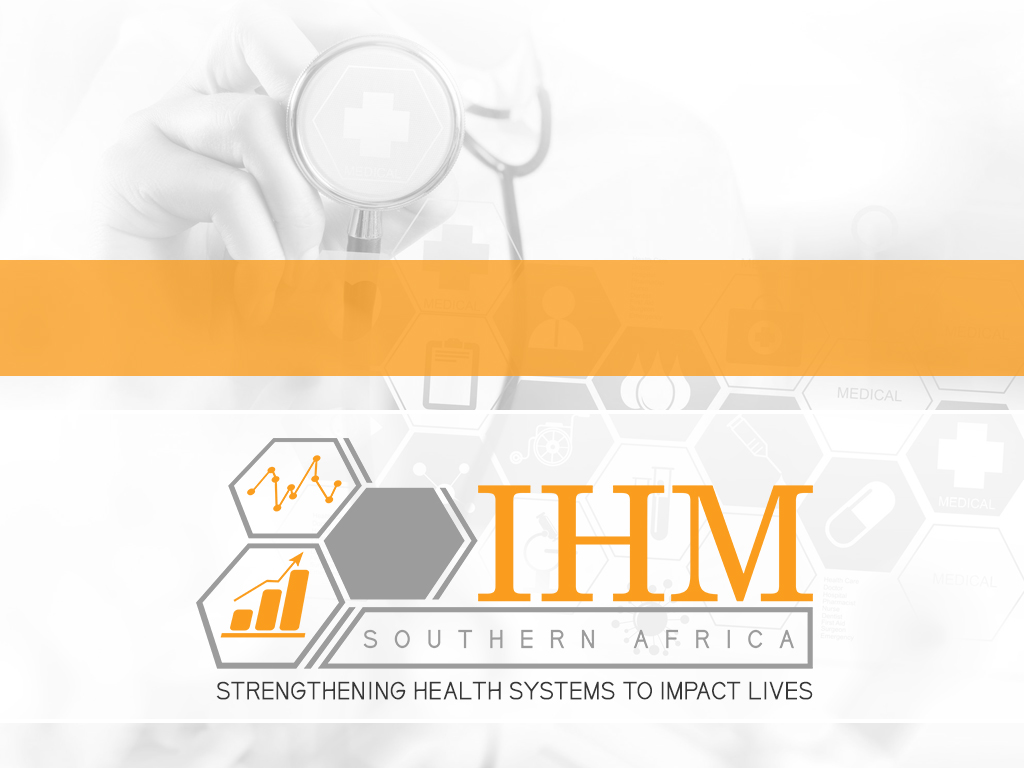 MEDICAL
MEDICAL
MEDICAL
IHM
SOUTHERN AFRICA
STRENGTHENING HEALTH SYSTEMS TO IMPACT LIVES